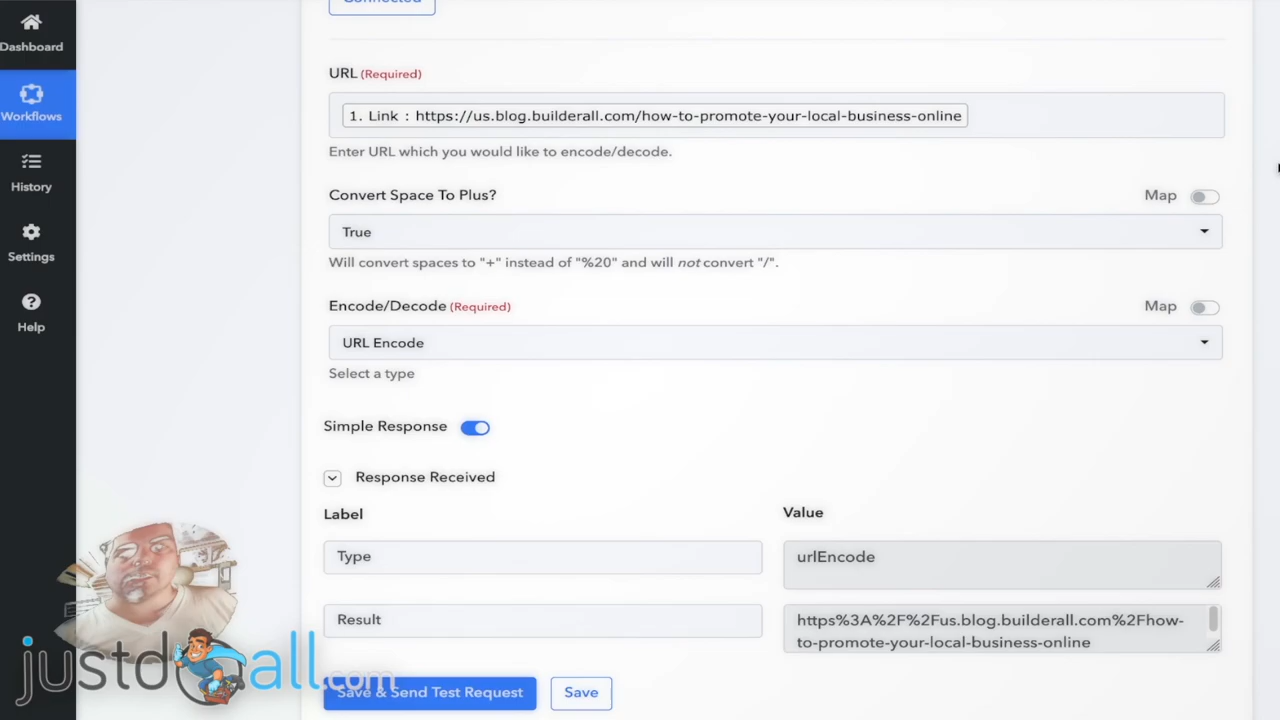 Connected
Dashboard
Workflows
History
Settings
Help
URL (Required)
1. Link : https://us.blog.builderall.com/how-to-promote-your-local-business-online
Enter URL which you would like to encode/decode.
Convert Space To Plus?
Map
True
Will convert spaces to "+" instead of "%20" and will not convert "/".
Encode/Decode (Required)
Map
URL Encode
Select a type
Simple Response
Response Received
Label
Value
Type
urlEncode
Result
https%3A%2F%2Fus.blog.builderall.com%2Fhow-
to-promote-your-local-business-online
justdoall.com
Save & Send Test Request
Save